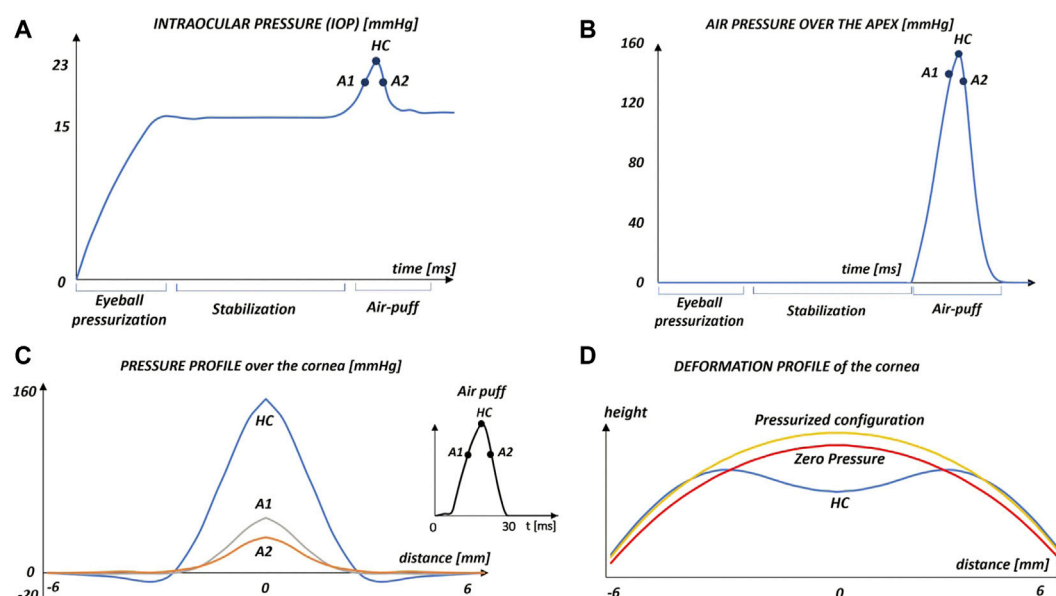 A
INTRAOCULAR PRESSURE (IOP) [mmHg]
23
15
0
HC
A1
A2
time [ms]
Eyeball
pressurization
Stabilization
Air-puff
B
AIR PRESSURE OVER THE APEX [mmHg]
160
120
80
40
0
HC
A1
A2
time [ms]
Eyeball
pressurization
Stabilization
Air-puff
C
PRESSURE PROFILE over the cornea [mmHg]
160
0
-20
HC
A1
A2
Air puff
HC
A1
A2
0
30
t [ms]
distance [mm]
-6
0
6
D
DEFORMATION PROFILE of the cornea
height
Pressurized configuration
Zero Pressure
HC
distance [mm]
-6
0
6